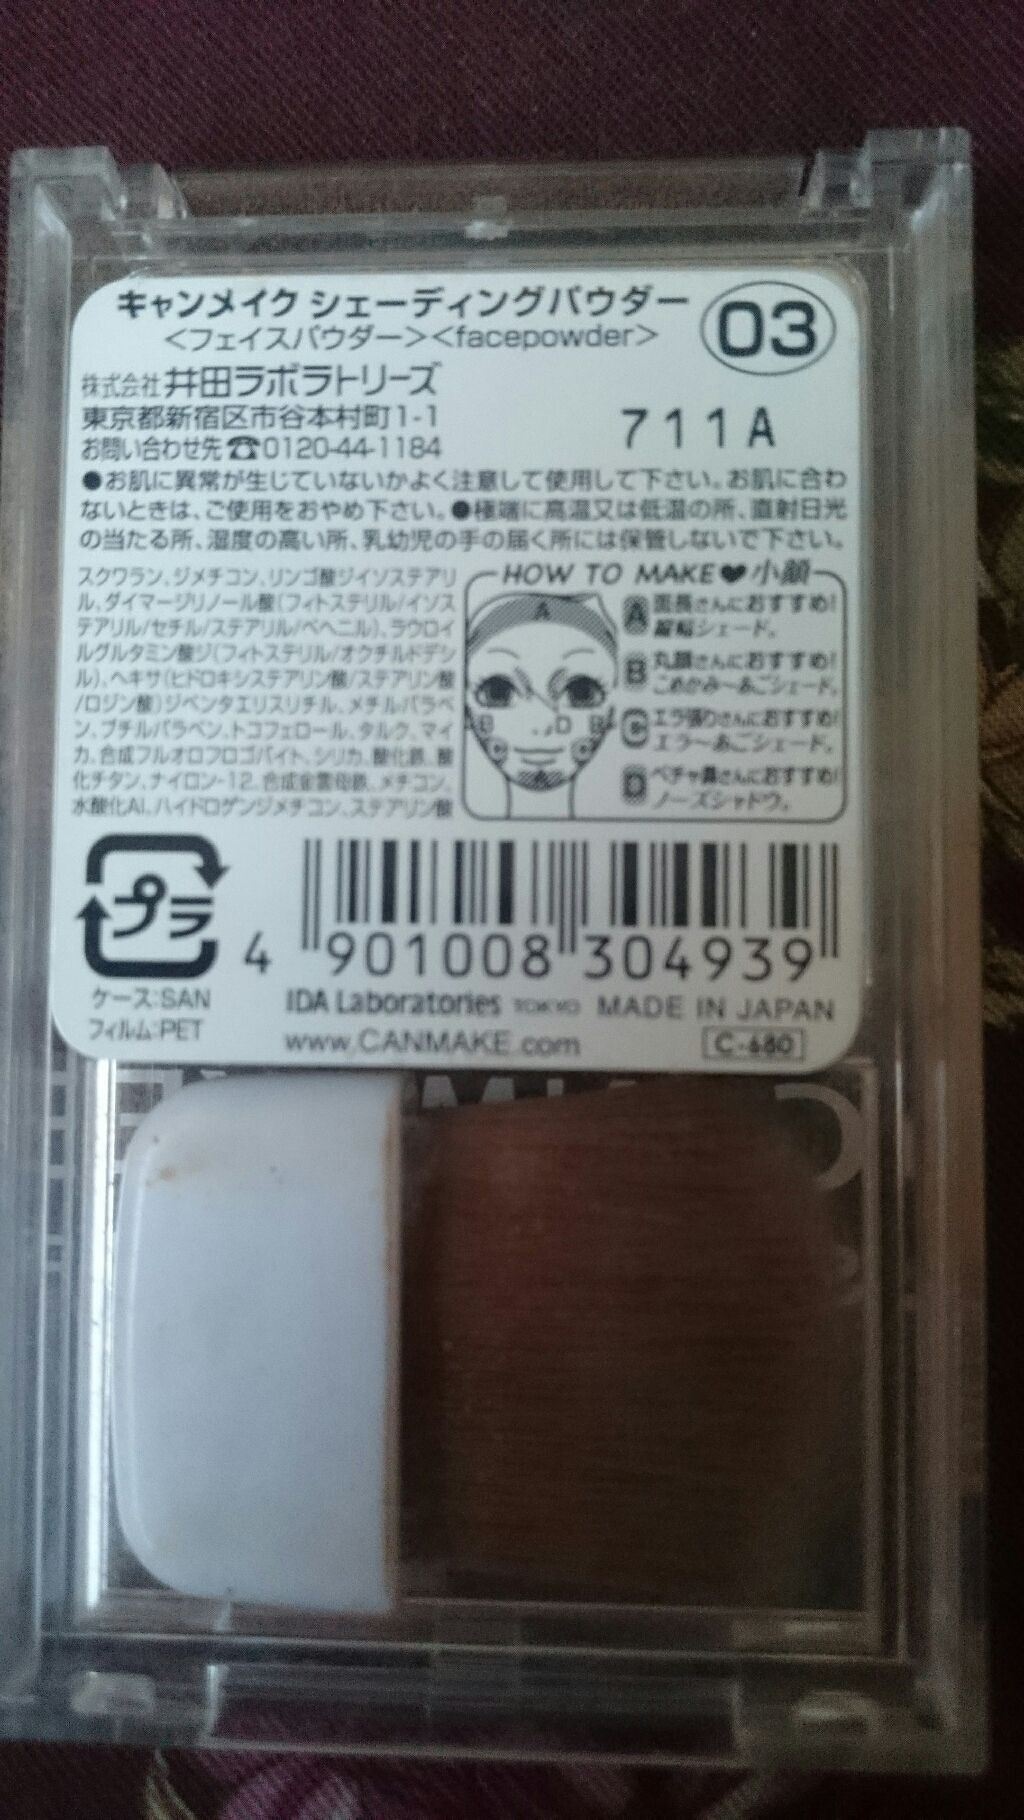 キャンメイク シェーディングパウダー
<フェイスパウダー><facepowder>
03
株式会社 井田ラボラトリーズ
東京都新宿区市谷本村町1-1
お問い合わせ先☎0120-44-1184
711A
●お肌に異常が生じていないかよく注意して使用して下さい。お肌に合わ
ないときは、ご使用をおやめ下さい。●極端に高温又は低温の所、直射日光
の当たる所、湿度の高い所、乳幼児の手の届く所には保管しないで下さい。
スクワラン、ジメチコン、リンゴ酸ジイソステアリ
ル、ダイマージリノール酸(フィトステリル/イソス
テアリル/セチル/ステアリル/ベヘニル)、ラウロイ
ルグルタミン酸ジ(フィトステリル/オクチルドデシ
ル)、ヘキサ(ヒドロキシステアリン酸/ステアリン酸
/ロジン酸)ジペンタエリスリチル、メチルパラベ
ン、ブチルパラベン、トコフェロール、タルク、マイ
カ、合成フルオロフロゴパイト、シリカ、酸化鉄、酸
化チタン、ナイロン-12、合成金雲母鉄、メチコン、
水酸化Al、ハイドロゲンジメチコン、ステアリン酸
HOW TO MAKE♥小顔
A
B
D
B
C
C
A
A 面長さんにおすすめ!
縦幅シェード。
B 丸顔さんにおすすめ!
こめかみ〜あごシェード。
C エラ張りさんにおすすめ!
エラ〜あごシェード。
D ペチャ鼻さんにおすすめ!
ノーズシャドウ。
プラ
ケース:SAN
フィルム:PET
4 901008 304939
IDA Laboratories TOKYO MADE IN JAPAN
www.CANMAKE.com
C-680